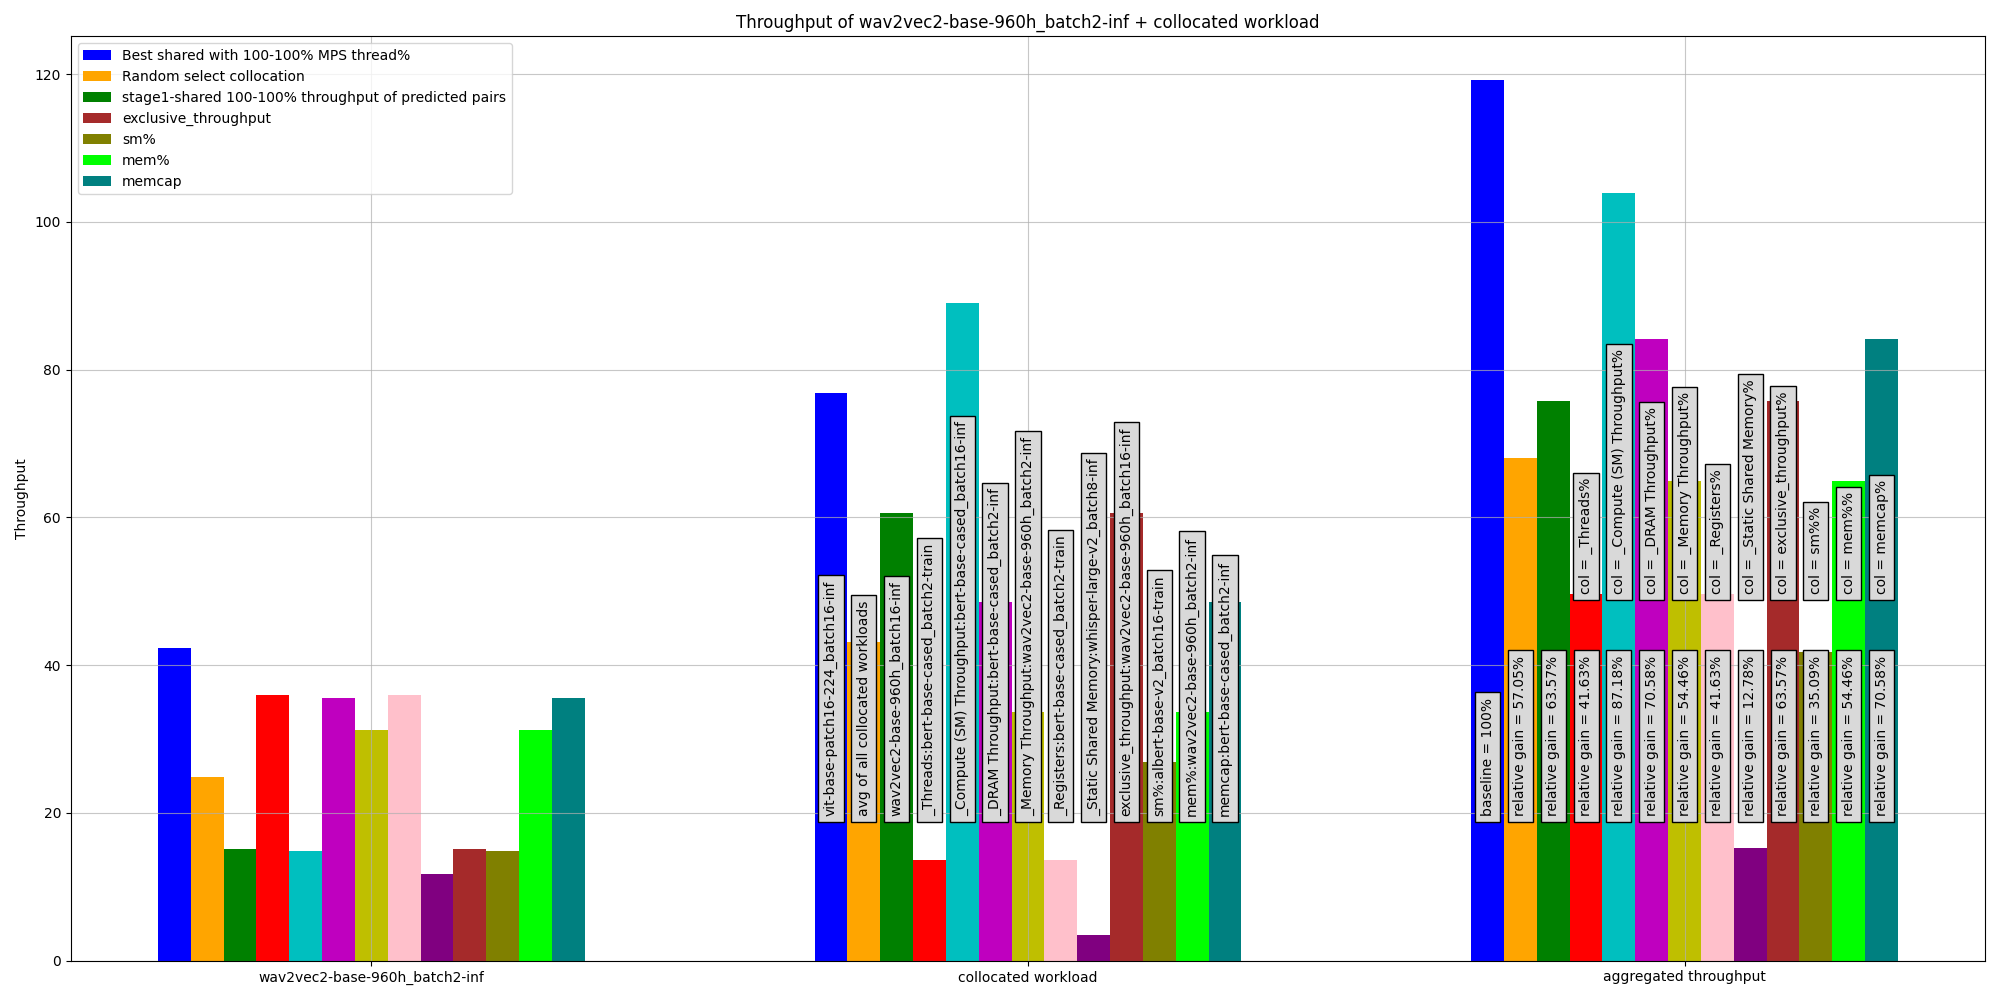 Throughput of wav2vec2-base-960h_batch2-inf + collocated workload
Best shared with 100-100% MPS thread%
Random select collocation
stage1-shared 100-100% throughput of predicted pairs
exclusive_throughput
sm%
mem%
memcap
Throughput
120
100
80
60
40
20
0
vit-base-patch16-224_batch16-inf
avg of all collocated workloads
wav2vec2-base-960h_batch16-inf
_Threads:bert-base-cased_batch2-train
_Compute (SM) Throughput:bert-base-cased_batch16-inf
_DRAM Throughput:bert-base-cased_batch2-inf
_Memory Throughput:wav2vec2-base-960h_batch2-inf
_Registers:bert-base-cased_batch2-train
_Static Shared Memory:whisper-large-v2_batch8-inf
exclusive_throughput:wav2vec2-base-960h_batch16-inf
sm%:albert-base-v2_batch16-train
mem%:wav2vec2-base-960h_batch2-inf
memcap:bert-base-cased_batch2-inf
col = _Threads%
col = _Compute (SM) Throughput%
col = _DRAM Throughput%
col = _Memory Throughput%
col = _Registers%
col = _Static Shared Memory%
col = exclusive_throughput%
col = sm%%
col = mem%%
col = memcap%
baseline = 100%
relative gain = 57.05%
relative gain = 63.57%
relative gain = 41.63%
relative gain = 87.18%
relative gain = 70.58%
relative gain = 54.46%
relative gain = 41.63%
relative gain = 12.78%
relative gain = 63.57%
relative gain = 35.09%
relative gain = 54.46%
relative gain = 70.58%
wav2vec2-base-960h_batch2-inf
collocated workload
aggregated throughput